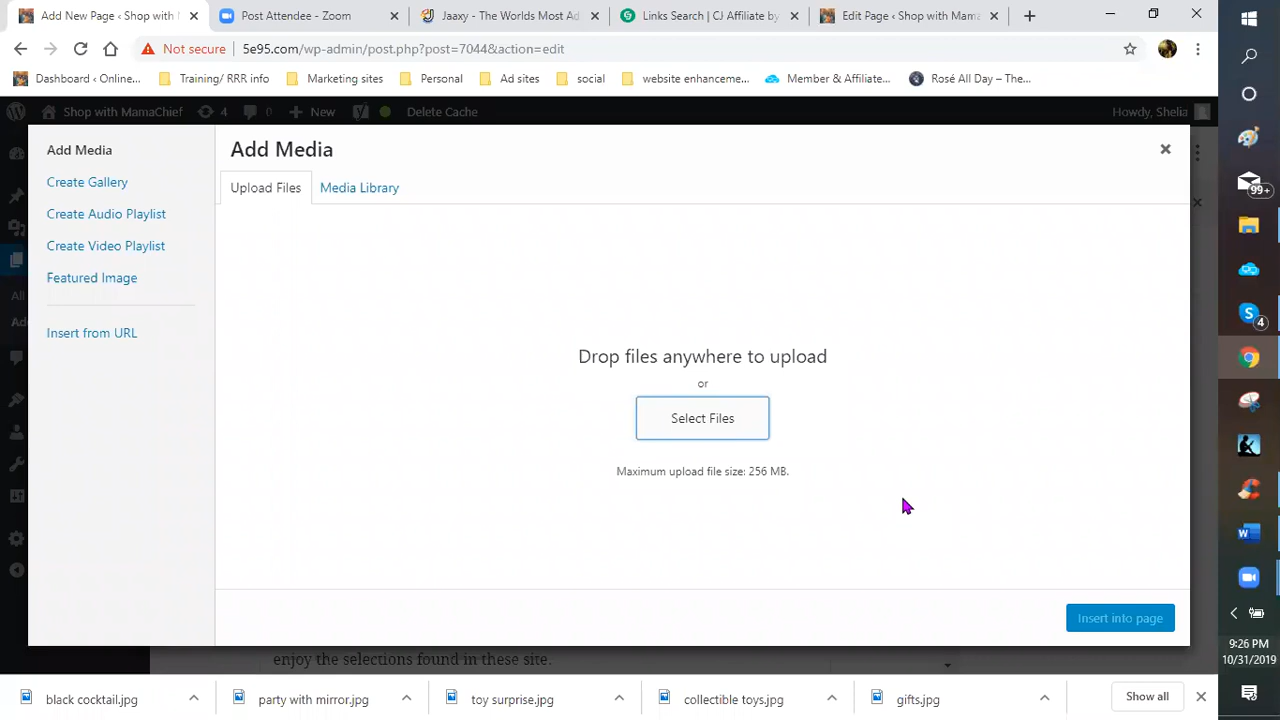 Add New Page ‹ Shop with
Post Attendee - Zoom
Jaaxy - The Worlds Most Ad
Links Search | CJ Affiliate by
Edit Page ‹ Shop with Mama
Not secure
5e95.com/wp-admin/post.php?post=7044&action=edit
Dashboard ‹ Online...
Training/ RRR info
Marketing sites
Personal
Ad sites
social
website enhanceme...
Member & Affiliate...
Rosé All Day – The...
Shop with MamaChief
4
0
New
Delete Cache
Howdy, Shelia
Add Media
Create Gallery
Create Audio Playlist
Create Video Playlist
Featured Image
Insert from URL
Add Media
Upload Files
Media Library
Drop files anywhere to upload
or
Select Files
Maximum upload file size: 256 MB.
Insert into page
All
Ad
enjoy the selections found in these site.
black cocktail.jpg
party with mirror.jpg
toy surprise.jpg
collectible toys.jpg
gifts.jpg
Show all
99+
4
9:26 PM
10/31/2019